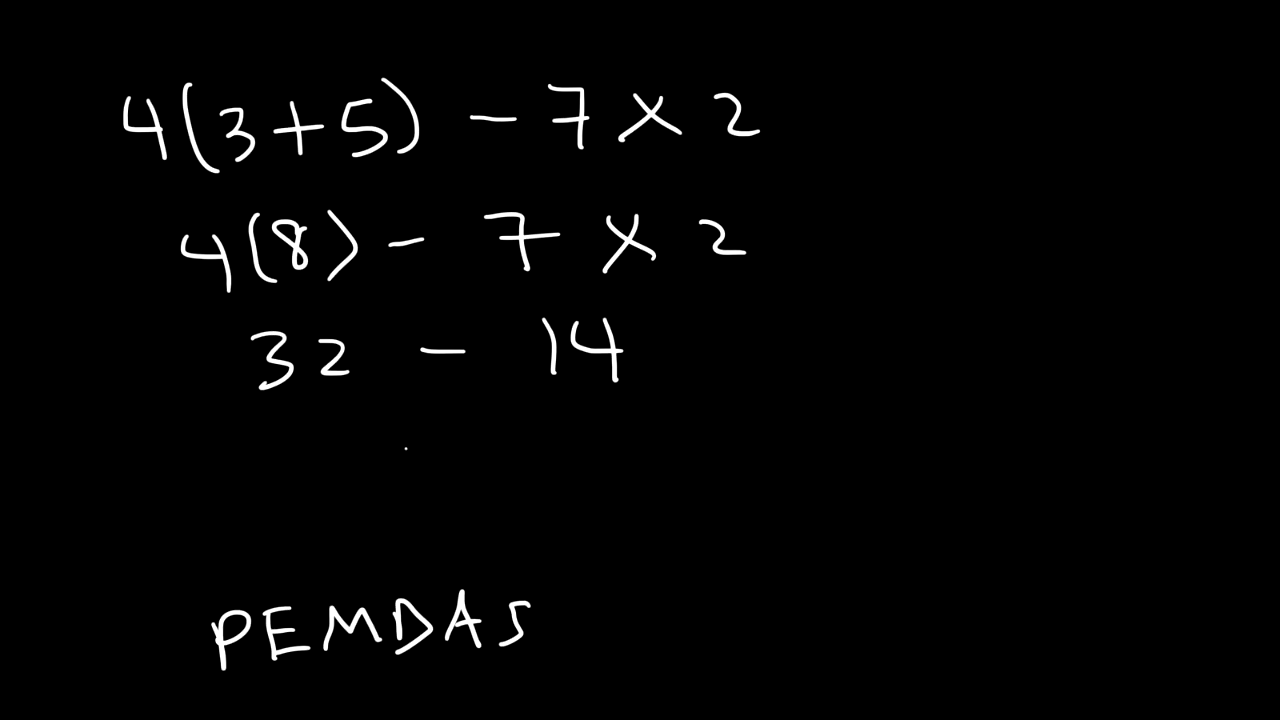 4(3+5) - 7 × 2
4(8) - 7 × 2
32 - 14
PEMDAS